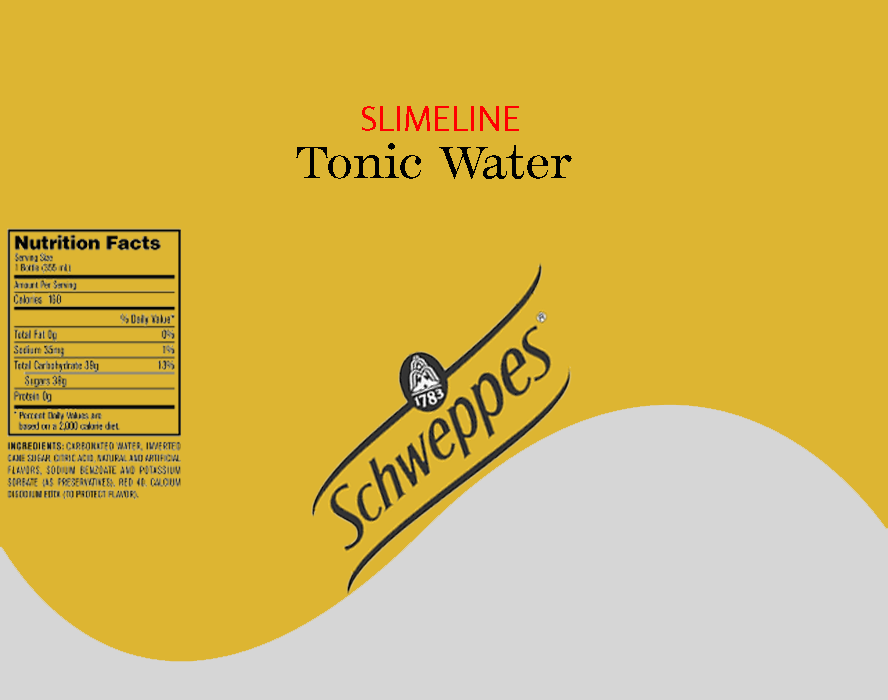 SLIMELINE
Tonic Water
Nutrition Facts
Serving Size
1 Bottle (355 mL)
Amount Per Serving
Calories 160
% Daily Value*
Total Fat 0g 0%
Sodium 35mg 1%
Total Carbohydrate 39g 13%
Sugars 38g
Protein 0g
* Percent Daily Values are
based on a 2,000 calorie diet.
INGREDIENTS: CARBONATED WATER, INVERTED
CANE SUGAR, CITRIC ACID, NATURAL AND ARTIFICIAL
FLAVORS, SODIUM BENZOATE AND POTASSIUM
SORBATE (AS PRESERVATIVES), RED 40, CALCIUM
DISODIUM EDTA (TO PROTECT FLAVOR).
1783
Schweppes®